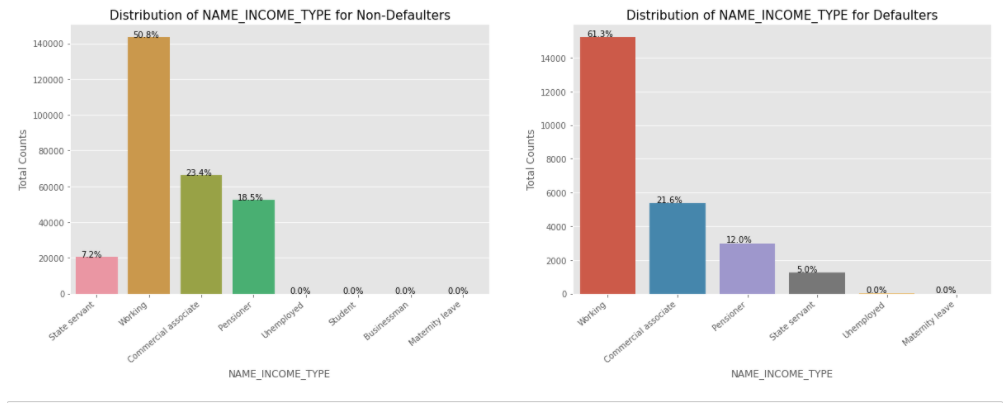 Distribution of NAME_INCOME_TYPE for Non-Defaulters
Total Counts
140000
120000
100000
80000
60000
40000
20000
0
7.2%
50.8%
23.4%
18.5%
0.0%
0.0%
0.0%
0.0%
State servant
Working
Commercial associate
Pensioner
Unemployed
Student
Businessman
Maternity leave
NAME_INCOME_TYPE
Distribution of NAME_INCOME_TYPE for Defaulters
Total Counts
14000
12000
10000
8000
6000
4000
2000
0
61.3%
21.6%
12.0%
5.0%
0.0%
0.0%
Working
Commercial associate
Pensioner
State servant
Unemployed
Maternity leave
NAME_INCOME_TYPE